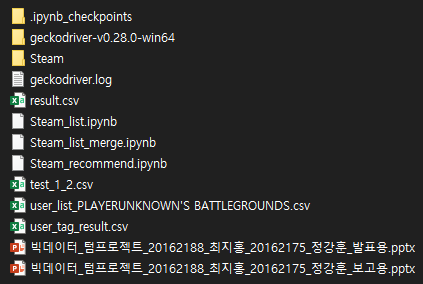 .ipynb_checkpoints
geckodriver-v0.28.0-win64
Steam
geckodriver.log
result.csv
Steam_list.ipynb
Steam_list_merge.ipynb
Steam_recommend.ipynb
test_1_2.csv
user_list_PLAYERUNKNOWN'S BATTLEGROUNDS.csv
user_tag_result.csv
빅데이터_텀프로젝트_20162188_최지홍_20162175_정강훈_발표용.pptx
빅데이터_텀프로젝트_20162188_최지홍_20162175_정강훈_보고용.pptx